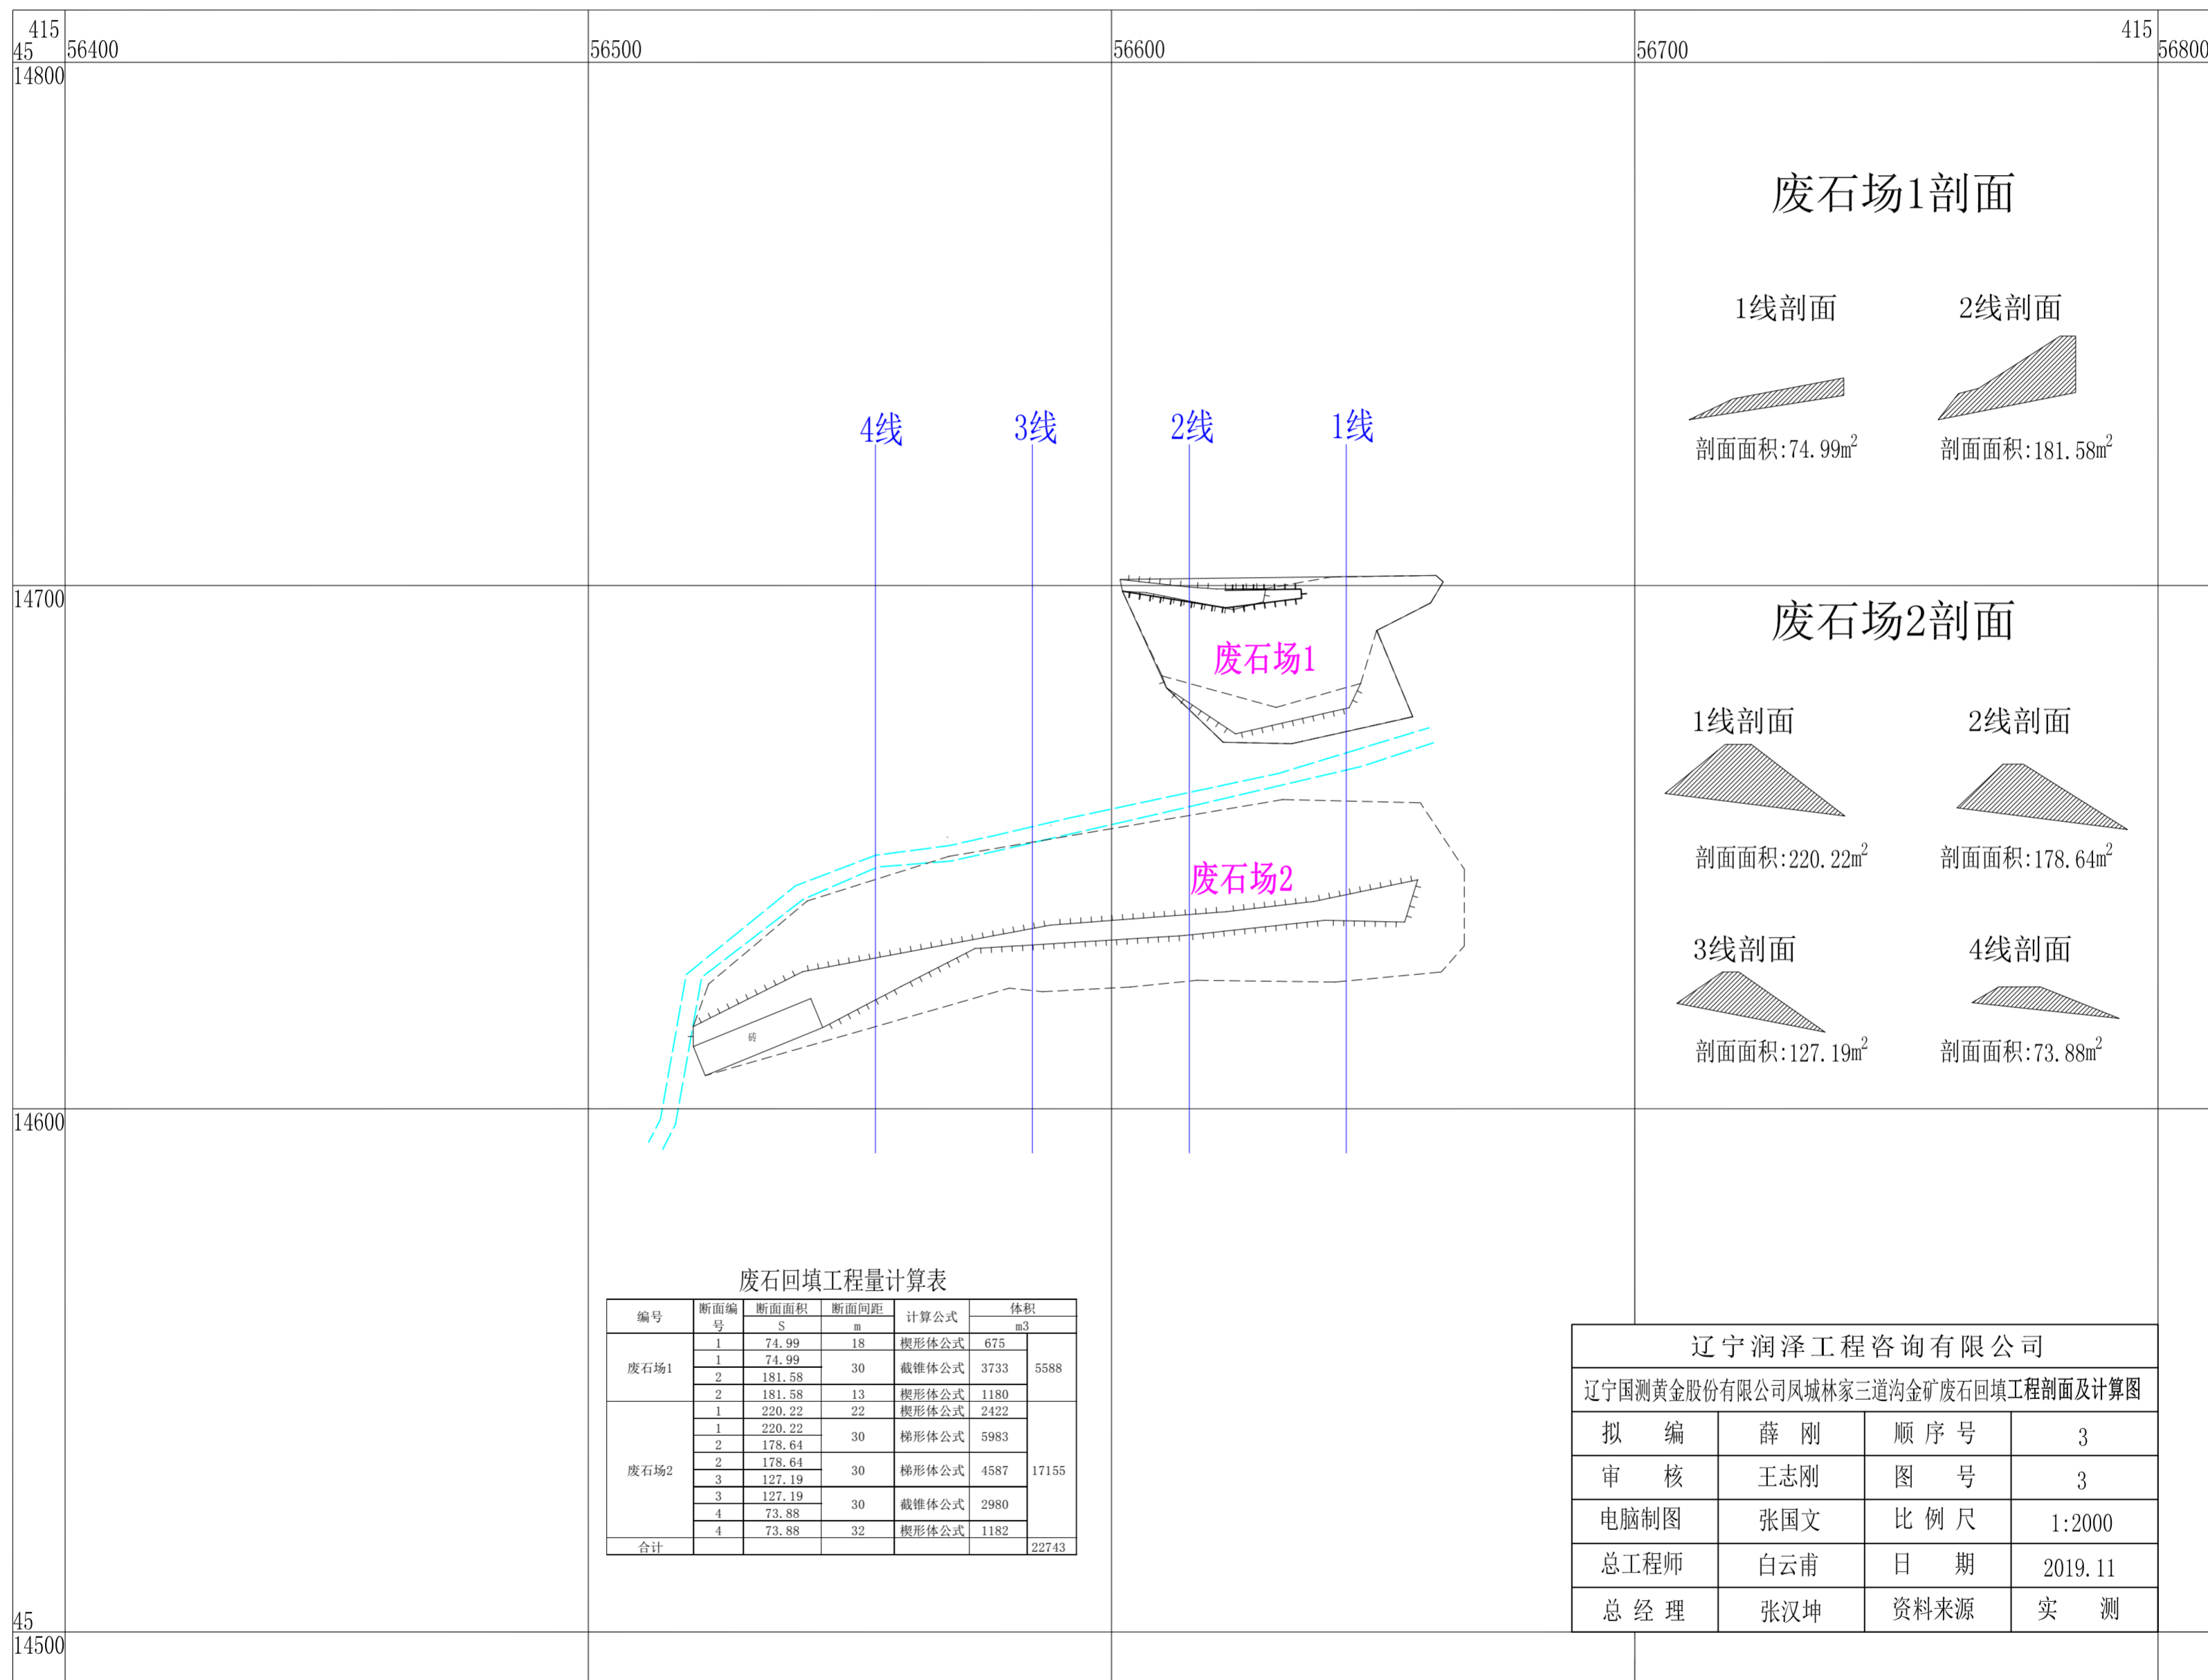 415
415
45
56400
56500
56600
56700
56800
14800
废石场1剖面
1线剖面
2线剖面
剖面面积:74.99m²
剖面面积:181.58m²
4线
3线
2线
1线
14700
废石场1
废石场2剖面
1线剖面
2线剖面
剖面面积:220.22m²
剖面面积:178.64m²
废石场2
3线剖面
4线剖面
剖面面积:127.19m²
剖面面积:73.88m²
砖
14600
废石回填工程量计算表
编号 断面编号 断面面积 断面间距 计算公式 体积
S m m3
废石场1
1 74.99 18 楔形体公式 675
1 74.99
2 181.58
30 截锥体公式 3733 5588
2 181.58 13 楔形体公式 1180
废石场2
1 220.22 22 楔形体公式 2422
1 220.22
2 178.64
30 梯形体公式 5983
2 178.64
3 127.19
30 梯形体公式 4587 17155
3 127.19
4 73.88
30 截锥体公式 2980
4 73.88 32 楔形体公式 1182
合计 22743
辽宁润泽工程咨询有限公司
辽宁国测黄金股份有限公司凤城林家三道沟金矿废石回填工程剖面及计算图
拟 编 薛 刚 顺序号 3
审 核 王志刚 图 号 3
电脑制图 张国文 比例尺 1:2000
总工程师 白云甫 日 期 2019.11
总经理 张汉坤 资料来源 实 测
45
14500